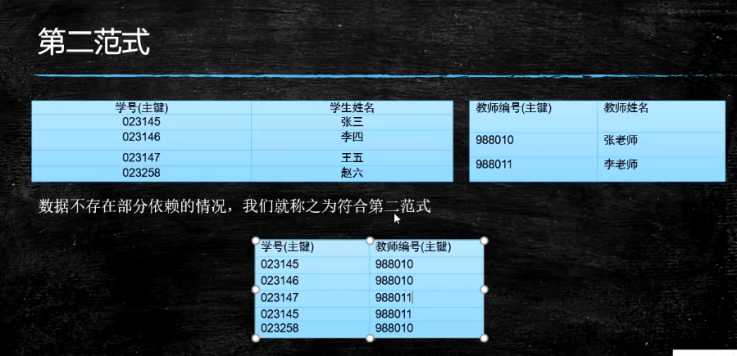 第二范式
学号(主键) 学生姓名
023145 张三
023146 李四
023147 王五
023258 赵六
教师编号(主键) 教师姓名
988010 张老师
988011 李老师
数据不存在部分依赖的情况，我们就称之为符合第二范式
学号(主键) 教师编号(主键)
023145 988010
023146 988010
023147 988011
023145 988011
023258 988010